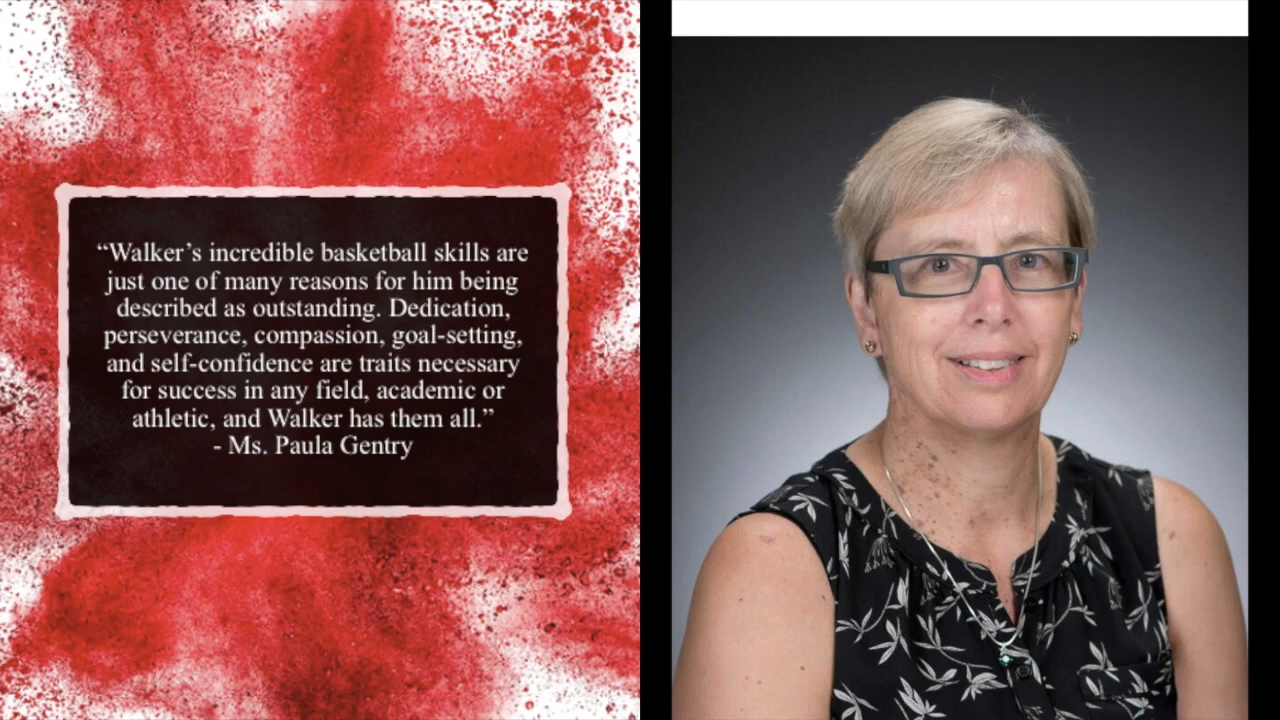 “Walker’s incredible basketball skills are
just one of many reasons for him being
described as outstanding. Dedication,
perseverance, compassion, goal-setting,
and self-confidence are traits necessary
for success in any field, academic or
athletic, and Walker has them all.”
- Ms. Paula Gentry